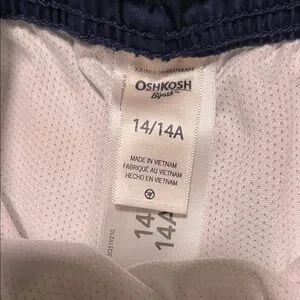 OSHKOSH
B'gosh
14/14A
MADE IN VIETNAM
FABRIQUÉ AU VIETNAM
HECHO EN VIETNAM
14
14A